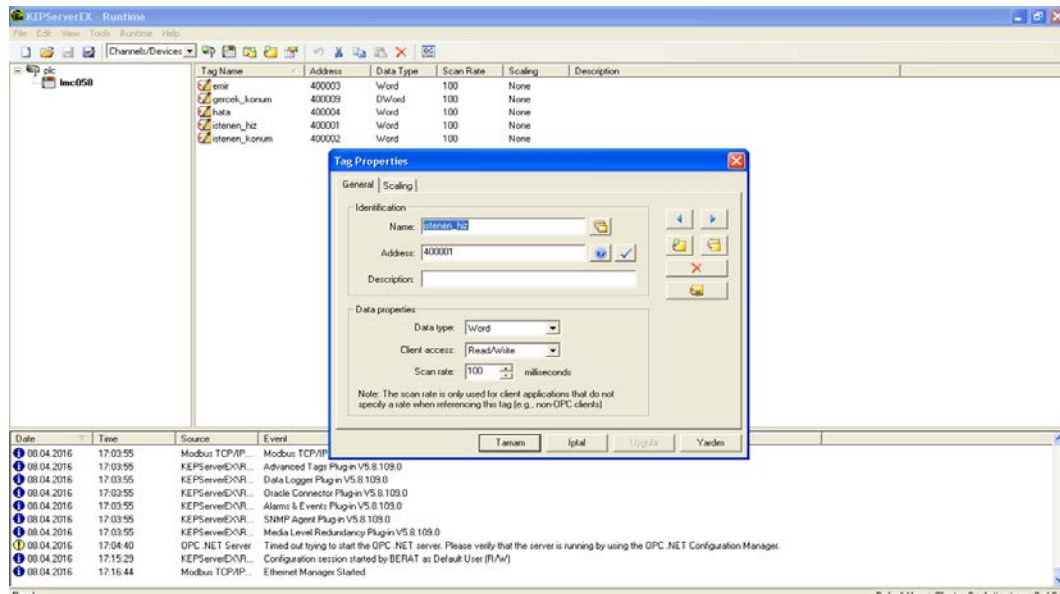 KEPServerEX - Runtime
File Edit View Tools Runtime Help
Channels/Devices
plc
lmc058
Tag Name Address Data Type Scan Rate Scaling Description
emir 400003 Word 100 None
gercek_konum 400009 DWord 100 None
hata 400004 Word 100 None
istenen_hiz 400001 Word 100 None
istenen_konum 400002 Word 100 None
Tag Properties
General Scaling
Identification
Name: istenen_hiz
Address: 400001
Description:
Data properties
Data type: Word
Client access: Read/Write
Scan rate: 100 milliseconds
Note: The scan rate is only used for client applications that do not
specify a rate when referencing this tag (e.g., non-OPC clients)
Tamam İptal Uygula Yardım
Date Time Source Event
08.04.2016 17:03:55 Modbus TCP/IP... Modbus TCP/IP
08.04.2016 17:03:55 KEPServerEX\R... Advanced Tags Plug-in V5.8.109.0
08.04.2016 17:03:55 KEPServerEX\R... Data Logger Plug-in V5.8.109.0
08.04.2016 17:03:55 KEPServerEX\R... Oracle Connector Plug-in V5.8.109.0
08.04.2016 17:03:55 KEPServerEX\R... Alarms & Events Plug-in V5.8.109.0
08.04.2016 17:03:55 KEPServerEX\R... SNMP Agent Plug-in V5.8.109.0
08.04.2016 17:03:55 KEPServerEX\R... Media Level Redundancy Plug-in V5.8.109.0
08.04.2016 17:04:40 OPC .NET Server Timed out trying to start the OPC .NET server. Please verify that the server is running by using the OPC .NET Configuration Manager.
08.04.2016 17:15:29 KEPServerEX\R... Configuration session started by BERAT as Default User (R/W)
08.04.2016 17:16:44 Modbus TCP/IP... Ethernet Manager Started